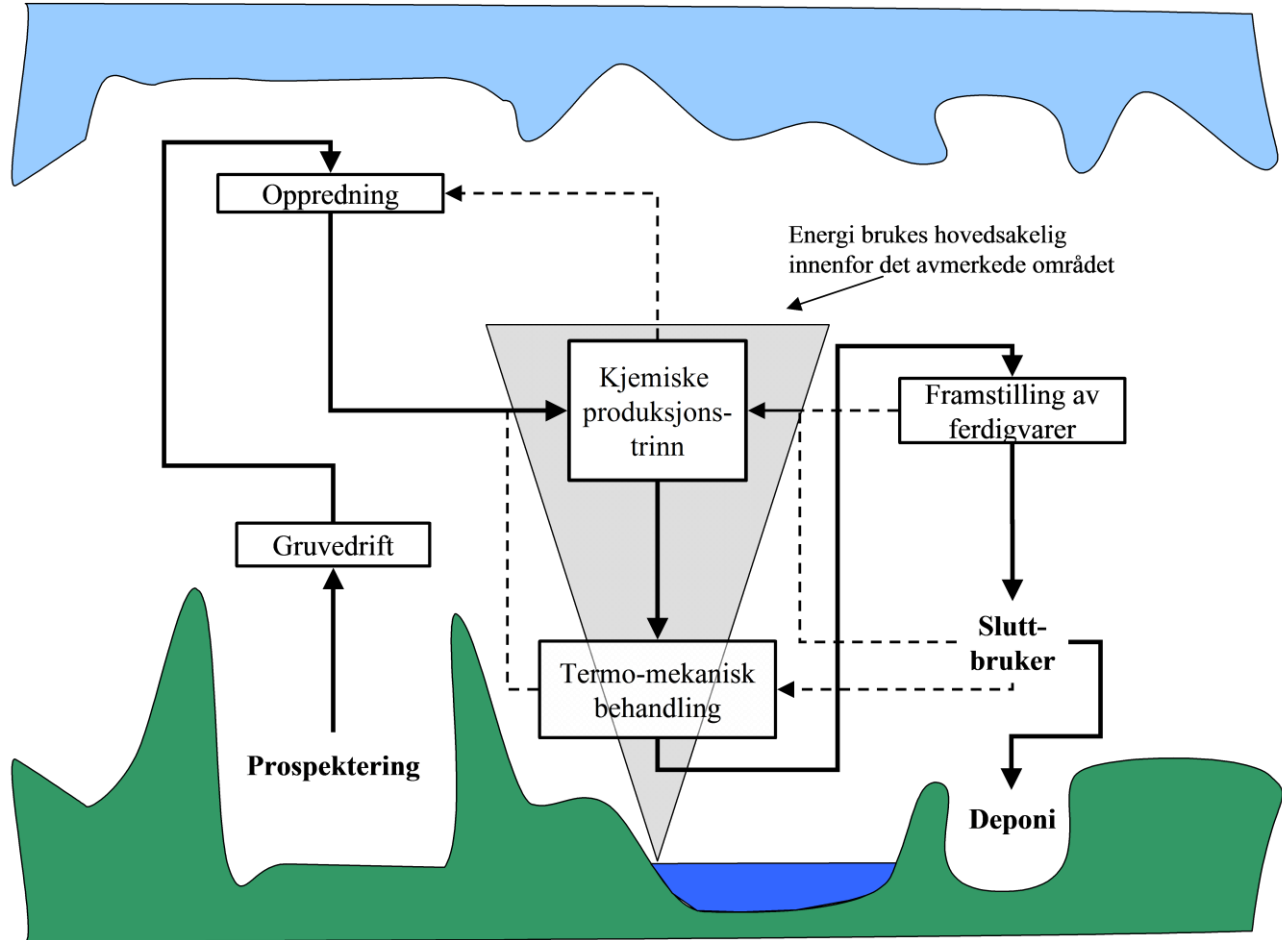 Oppredning
Energi brukes hovedsakelig
innenfor det avmerkede området
Kjemiske
produksjons-
trinn
Framstilling av
ferdigvarer
Gruvedrift
Slutt-
bruker
Termo-mekanisk
behandling
Prospektering
Deponi